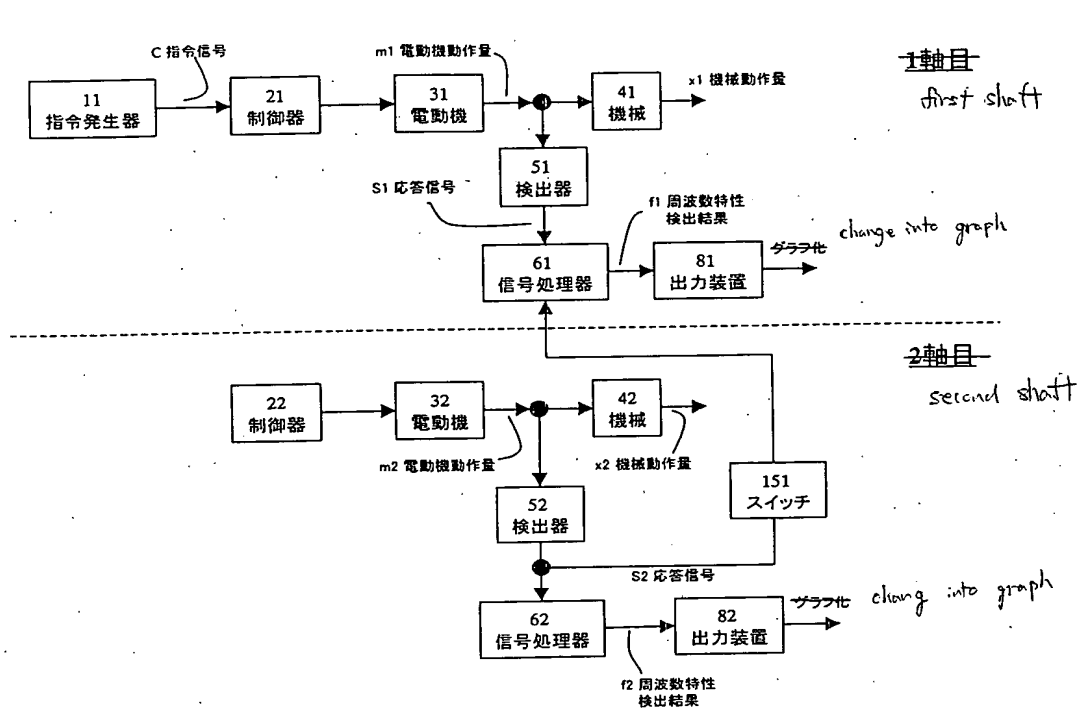 C 指令信号
m1 電動機動作量
x1 機械動作量
1軸目
first shaft
11
指令発生器
21
制御器
31
電動機
41
機械
51
検出器
S1 応答信号
f1 周波数特性
検出結果
61
信号処理器
81
出力装置
グラフ化
change into graph
2軸目
second shaft
22
制御器
32
電動機
42
機械
m2 電動機動作量
x2 機械動作量
151
スイッチ
52
検出器
S2 応答信号
62
信号処理器
82
出力装置
グラフ化
chang into graph
f2 周波数特性
検出結果